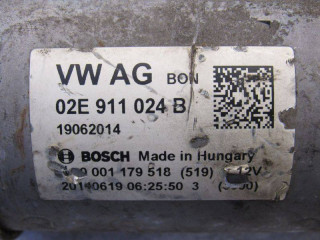 VW AG BON
02E 911 024 B
19062014
BOSCH Made in Hungary
001 179 518 (519) 12V
20140619 06:25:50 3